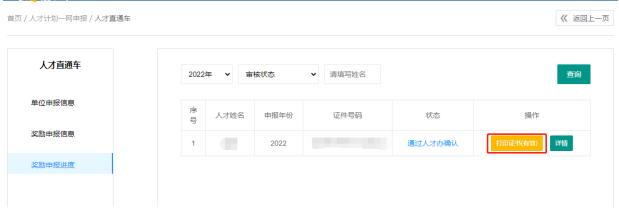 首页 / 人才计划一网申报 / 人才直通车
返回上一页
人才直通车
单位申报信息
奖励申报信息
奖励申报进度
2022年 审核状态 请填写姓名 查询
序号 人才姓名 申报年份 证件号码 状态 操作
1 2022 通过人才办确认 打印证书(有效) 详情